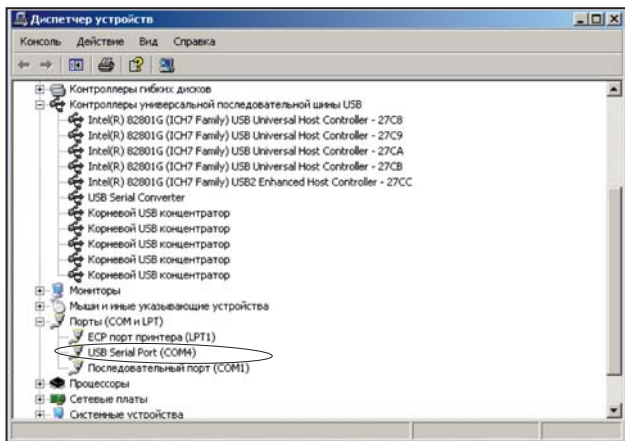 Диспетчер устройств
Консоль Действие Вид Справка
Контроллеры гибких дисков
Контроллеры универсальной последовательной шины USB
Intel(R) 82801G (ICH7 Family) USB Universal Host Controller - 27C8
Intel(R) 82801G (ICH7 Family) USB Universal Host Controller - 27C9
Intel(R) 82801G (ICH7 Family) USB Universal Host Controller - 27CA
Intel(R) 82801G (ICH7 Family) USB Universal Host Controller - 27CB
Intel(R) 82801G (ICH7 Family) USB2 Enhanced Host Controller - 27CC
USB Serial Converter
Корневой USB концентратор
Корневой USB концентратор
Корневой USB концентратор
Корневой USB концентратор
Корневой USB концентратор
Мониторы
Мыши и иные указывающие устройства
Порты (COM и LPT)
ECP порт принтера (LPT1)
USB Serial Port (COM4)
Последовательный порт (COM1)
Процессоры
Сетевые платы
Системные устройства